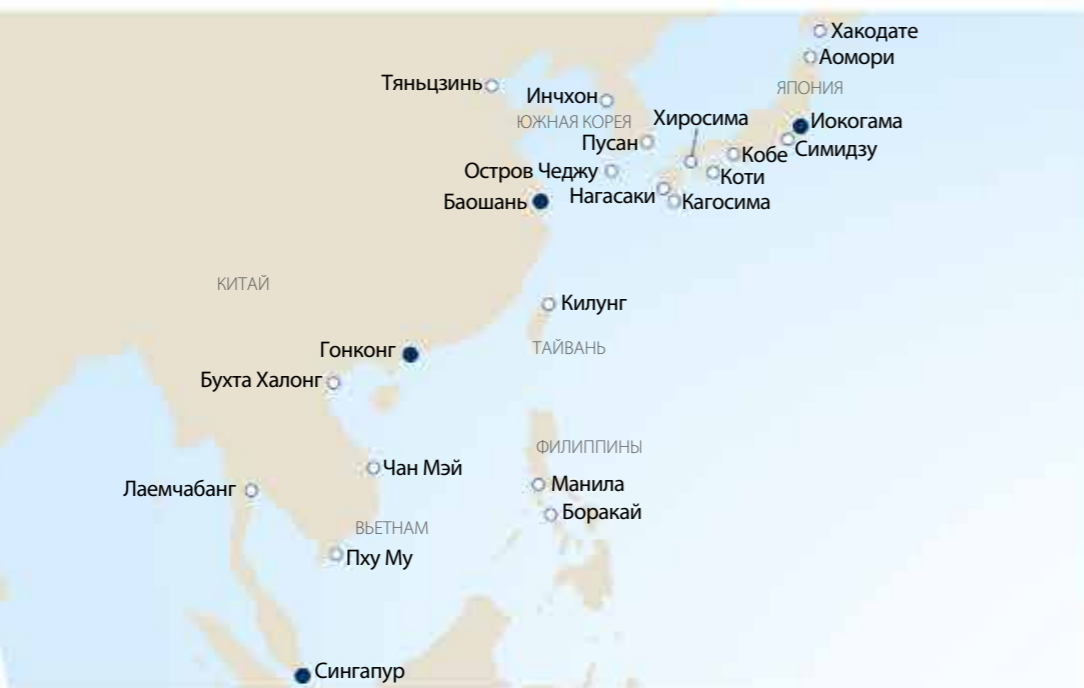 Хакодате
Аомори
Тяньцзинь
ЯПОНИЯ
Инчхон
ЮЖНАЯ КОРЕЯ
Хиросима
Иокогама
Пусан
Симидзу
Кобе
Остров Чеджу
Коти
Нагасаки
Баошань
Кагосима
КИТАЙ
Килунг
ТАЙВАНЬ
Гонконг
Бухта Халонг
ФИЛИППИНЫ
Чан Мэй
Манила
Лаемчабанг
Боракай
ВЬЕТНАМ
Пху Му
Сингапур